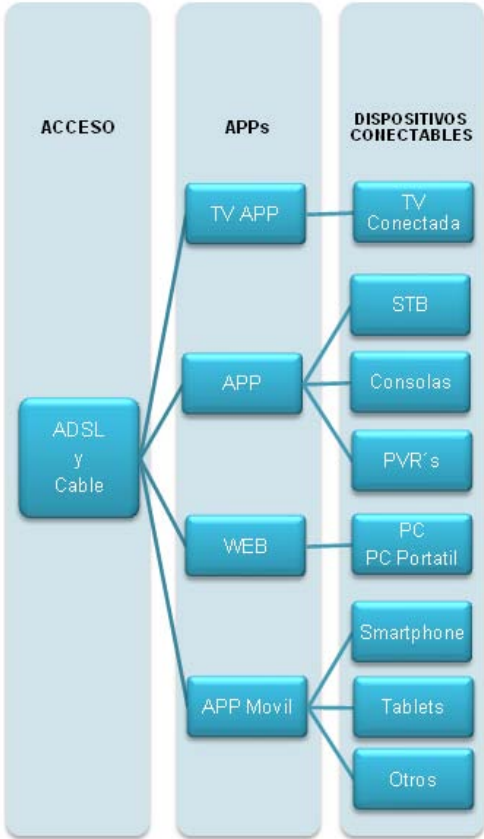 ACCESO
APPs
DISPOSITIVOS
CONECTABLES
ADSL
y
Cable
TV APP
APP
WEB
APP Movil
TV
Conectada
STB
Consolas
PVR´s
PC
PC Portatil
Smartphone
Tablets
Otros